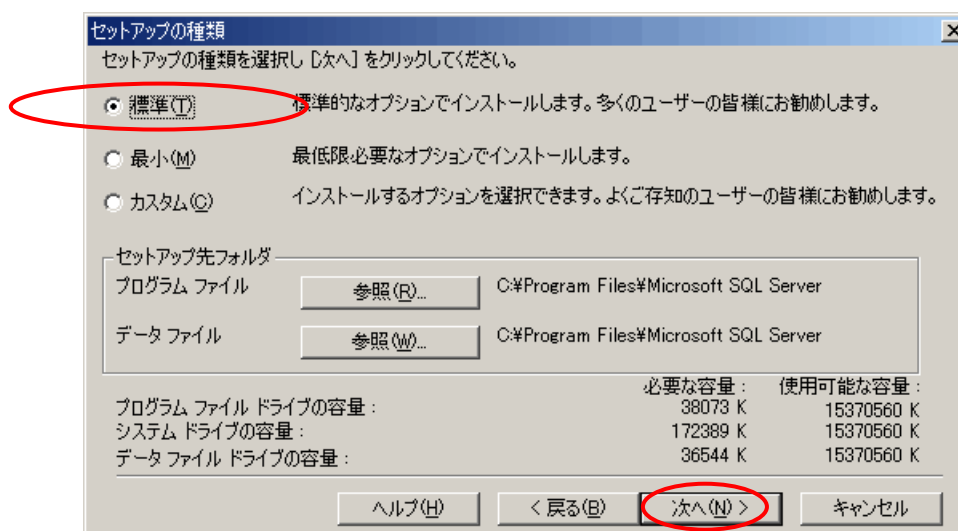 セットアップの種類
セットアップの種類を選択し [次へ] をクリックしてください。
標準(T) 標準的なオプションでインストールします。多くのユーザーの皆様にお勧めします。
最小(M) 最低限必要なオプションでインストールします。
カスタム(C) インストールするオプションを選択できます。よくご存知のユーザーの皆様にお勧めします。
セットアップ先フォルダ
プログラム ファイル 参照(R)... C:¥Program Files¥Microsoft SQL Server
データ ファイル 参照(W)... C:¥Program Files¥Microsoft SQL Server
必要な容量 : 使用可能な容量 :
プログラム ファイル ドライブの容量 : 38073 K 15370560 K
システム ドライブの容量 : 172389 K 15370560 K
データ ファイル ドライブの容量 : 36544 K 15370560 K
ヘルプ(H) < 戻る(B) 次へ(N) > キャンセル